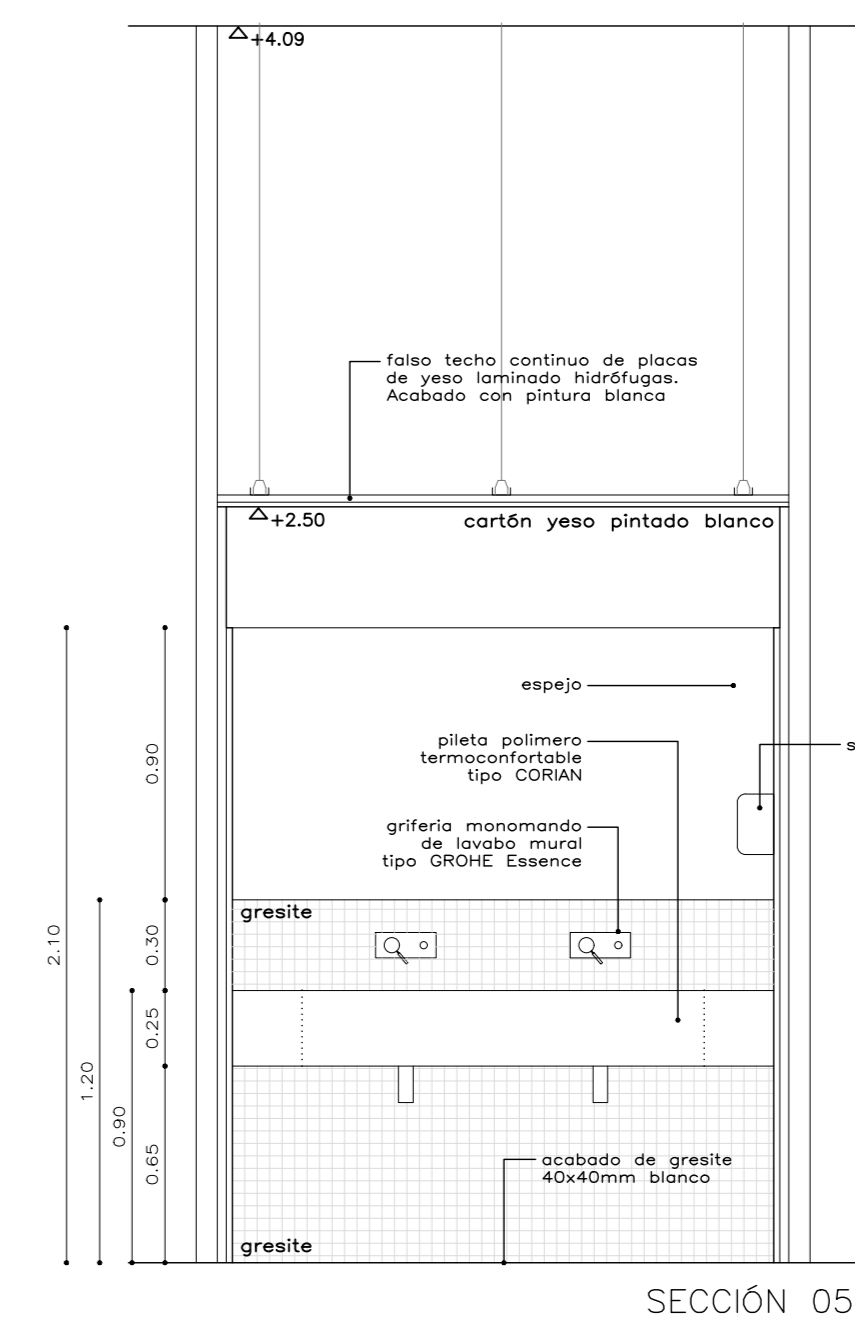 +4.09
falso techo continuo de placas
de yeso laminado hidrófugas.
Acabado con pintura blanca
+2.50
cartón yeso pintado blanco
espejo
pileta polimero
termoconfortable
tipo CORIAN
s
griferia monomando
de lavabo mural
tipo GROHE Essence
gresite
acabado de gresite
40x40mm blanco
gresite
2.10
1.20
0.90
0.90
0.30
0.25
0.65
SECCIÓN 05